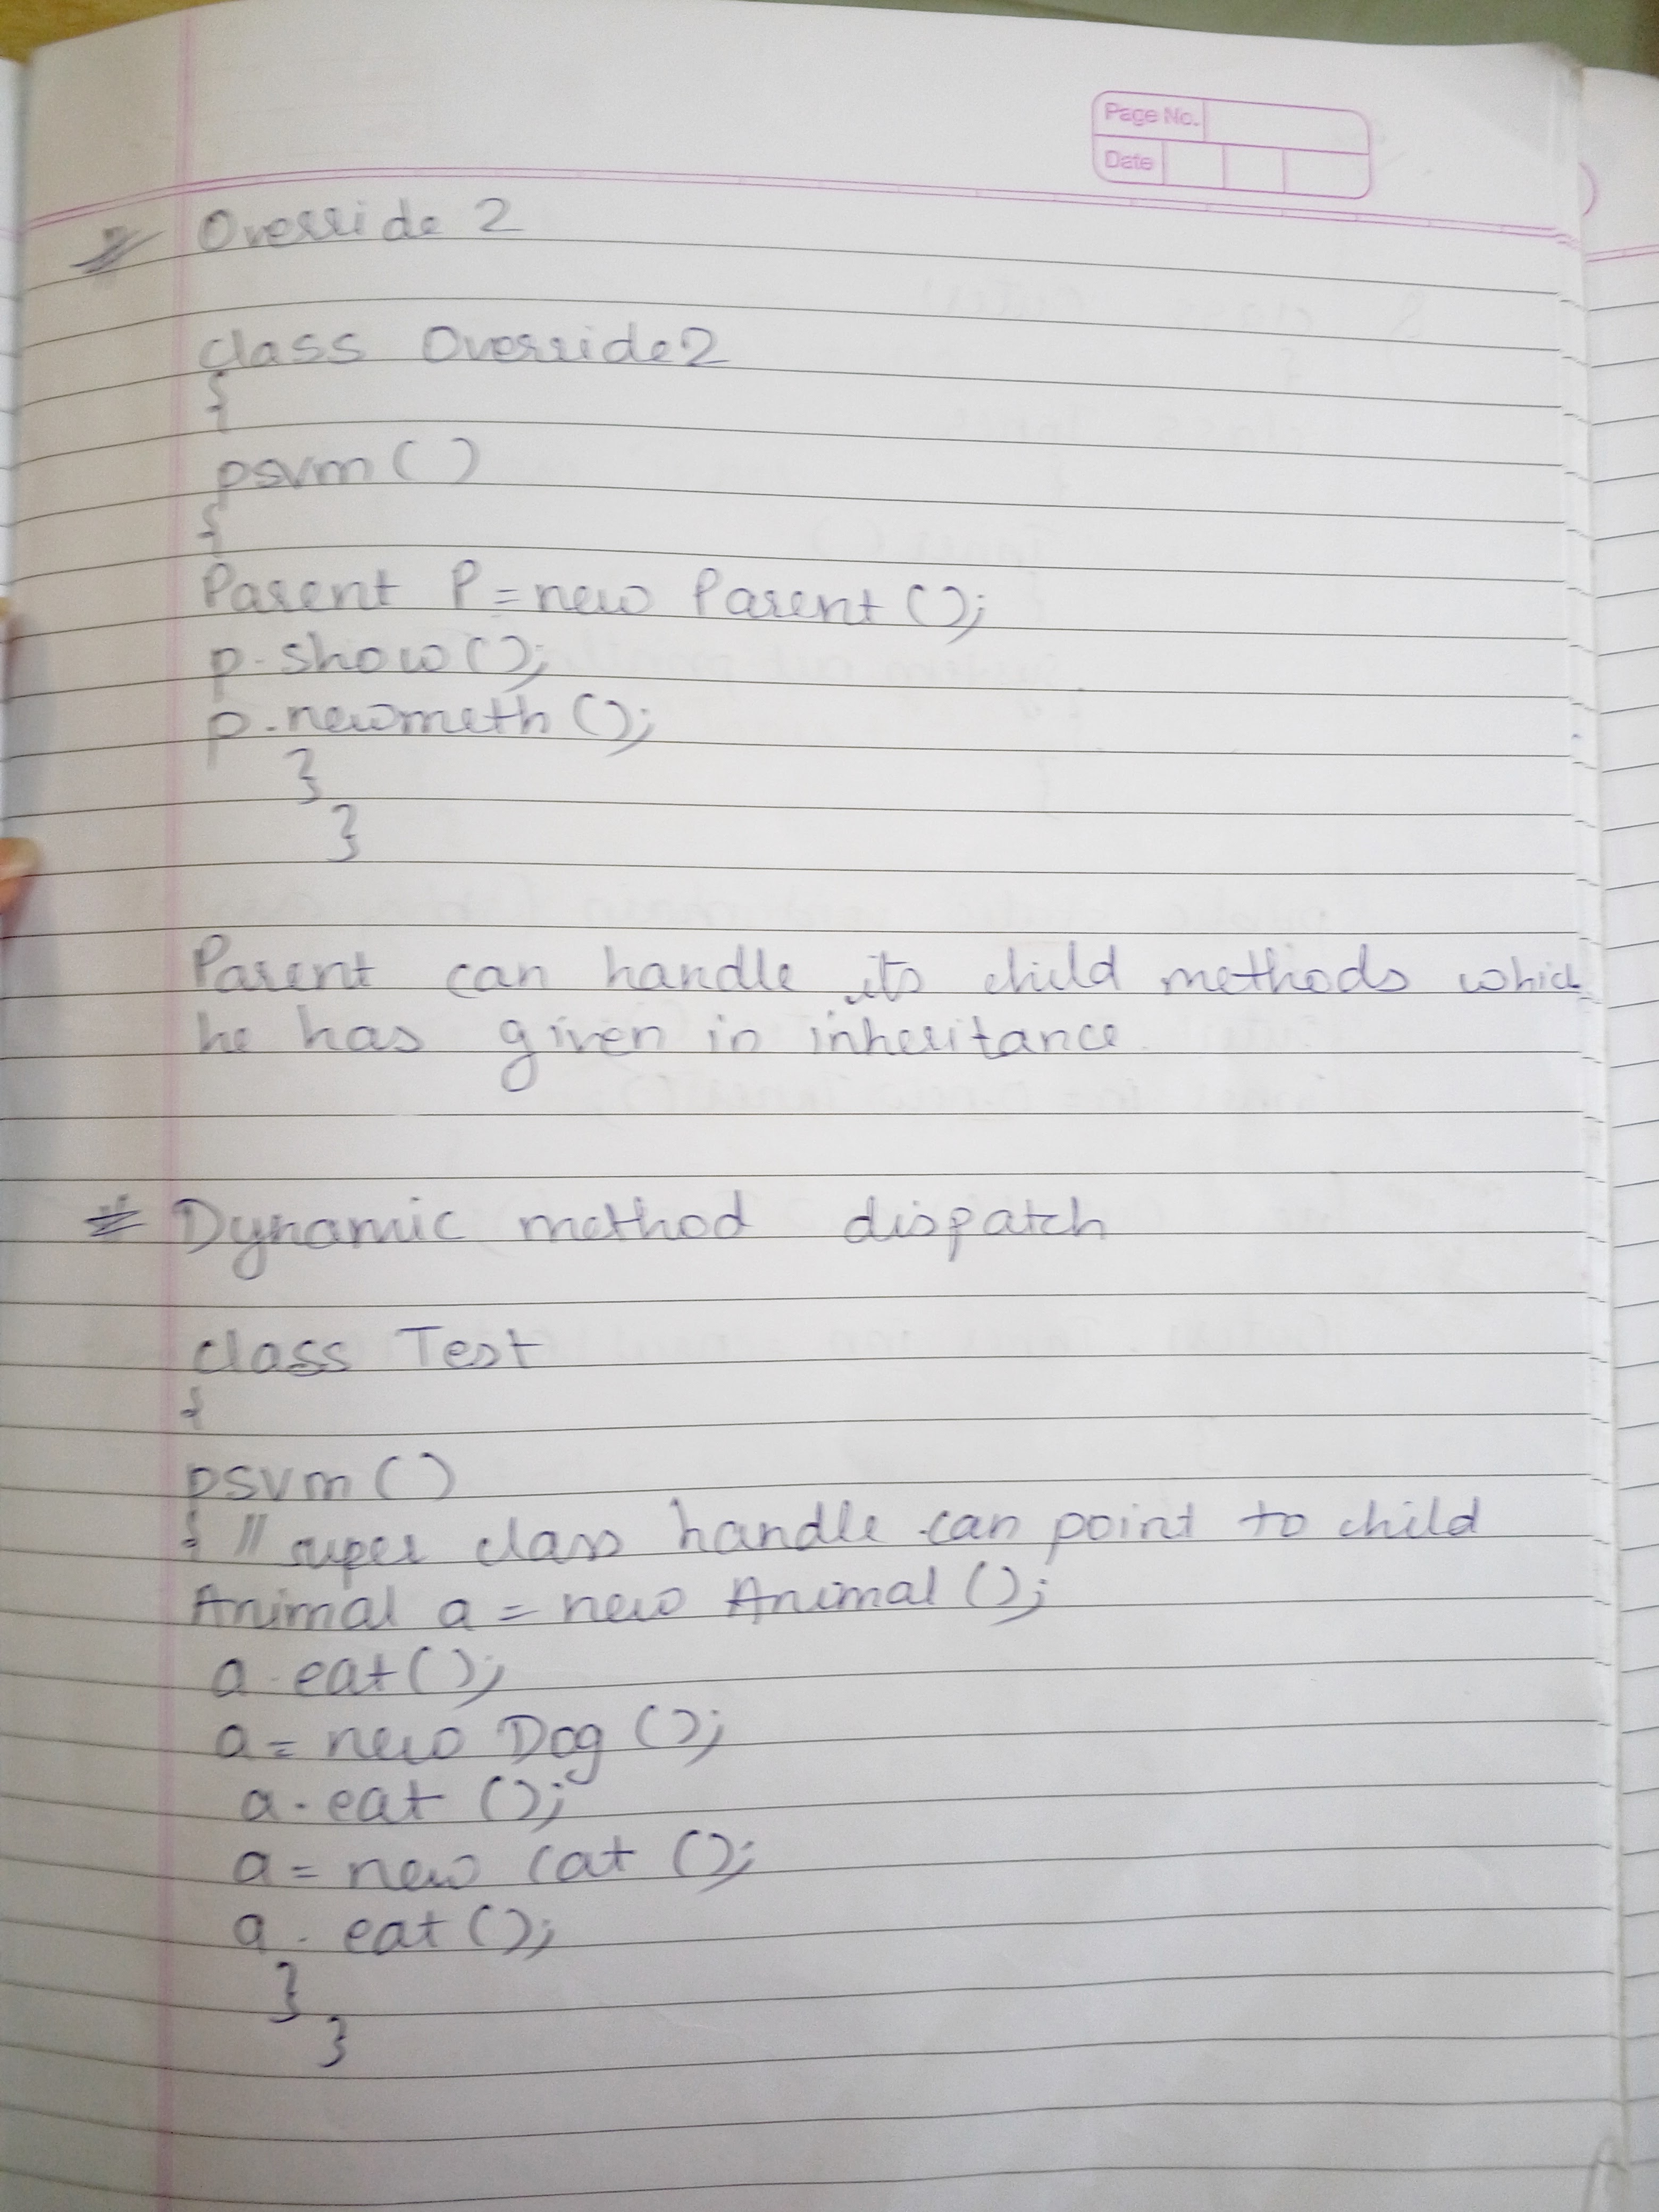 Page No.
Date
Override 2
class Override2
{
psvm ()
{
Parent P = new Parent ();
p. show ();
p. newmeth ();
}
}
Parent can handle its child methods which
he has given in inheritance.
Dynamic method dispatch
class Test
{
psvm ()
{ // super class handle can point to child
Animal a = new Animal ();
a. eat ();
a = new Dog ();
a. eat ();
a = new Cat ();
a. eat ();
}
}